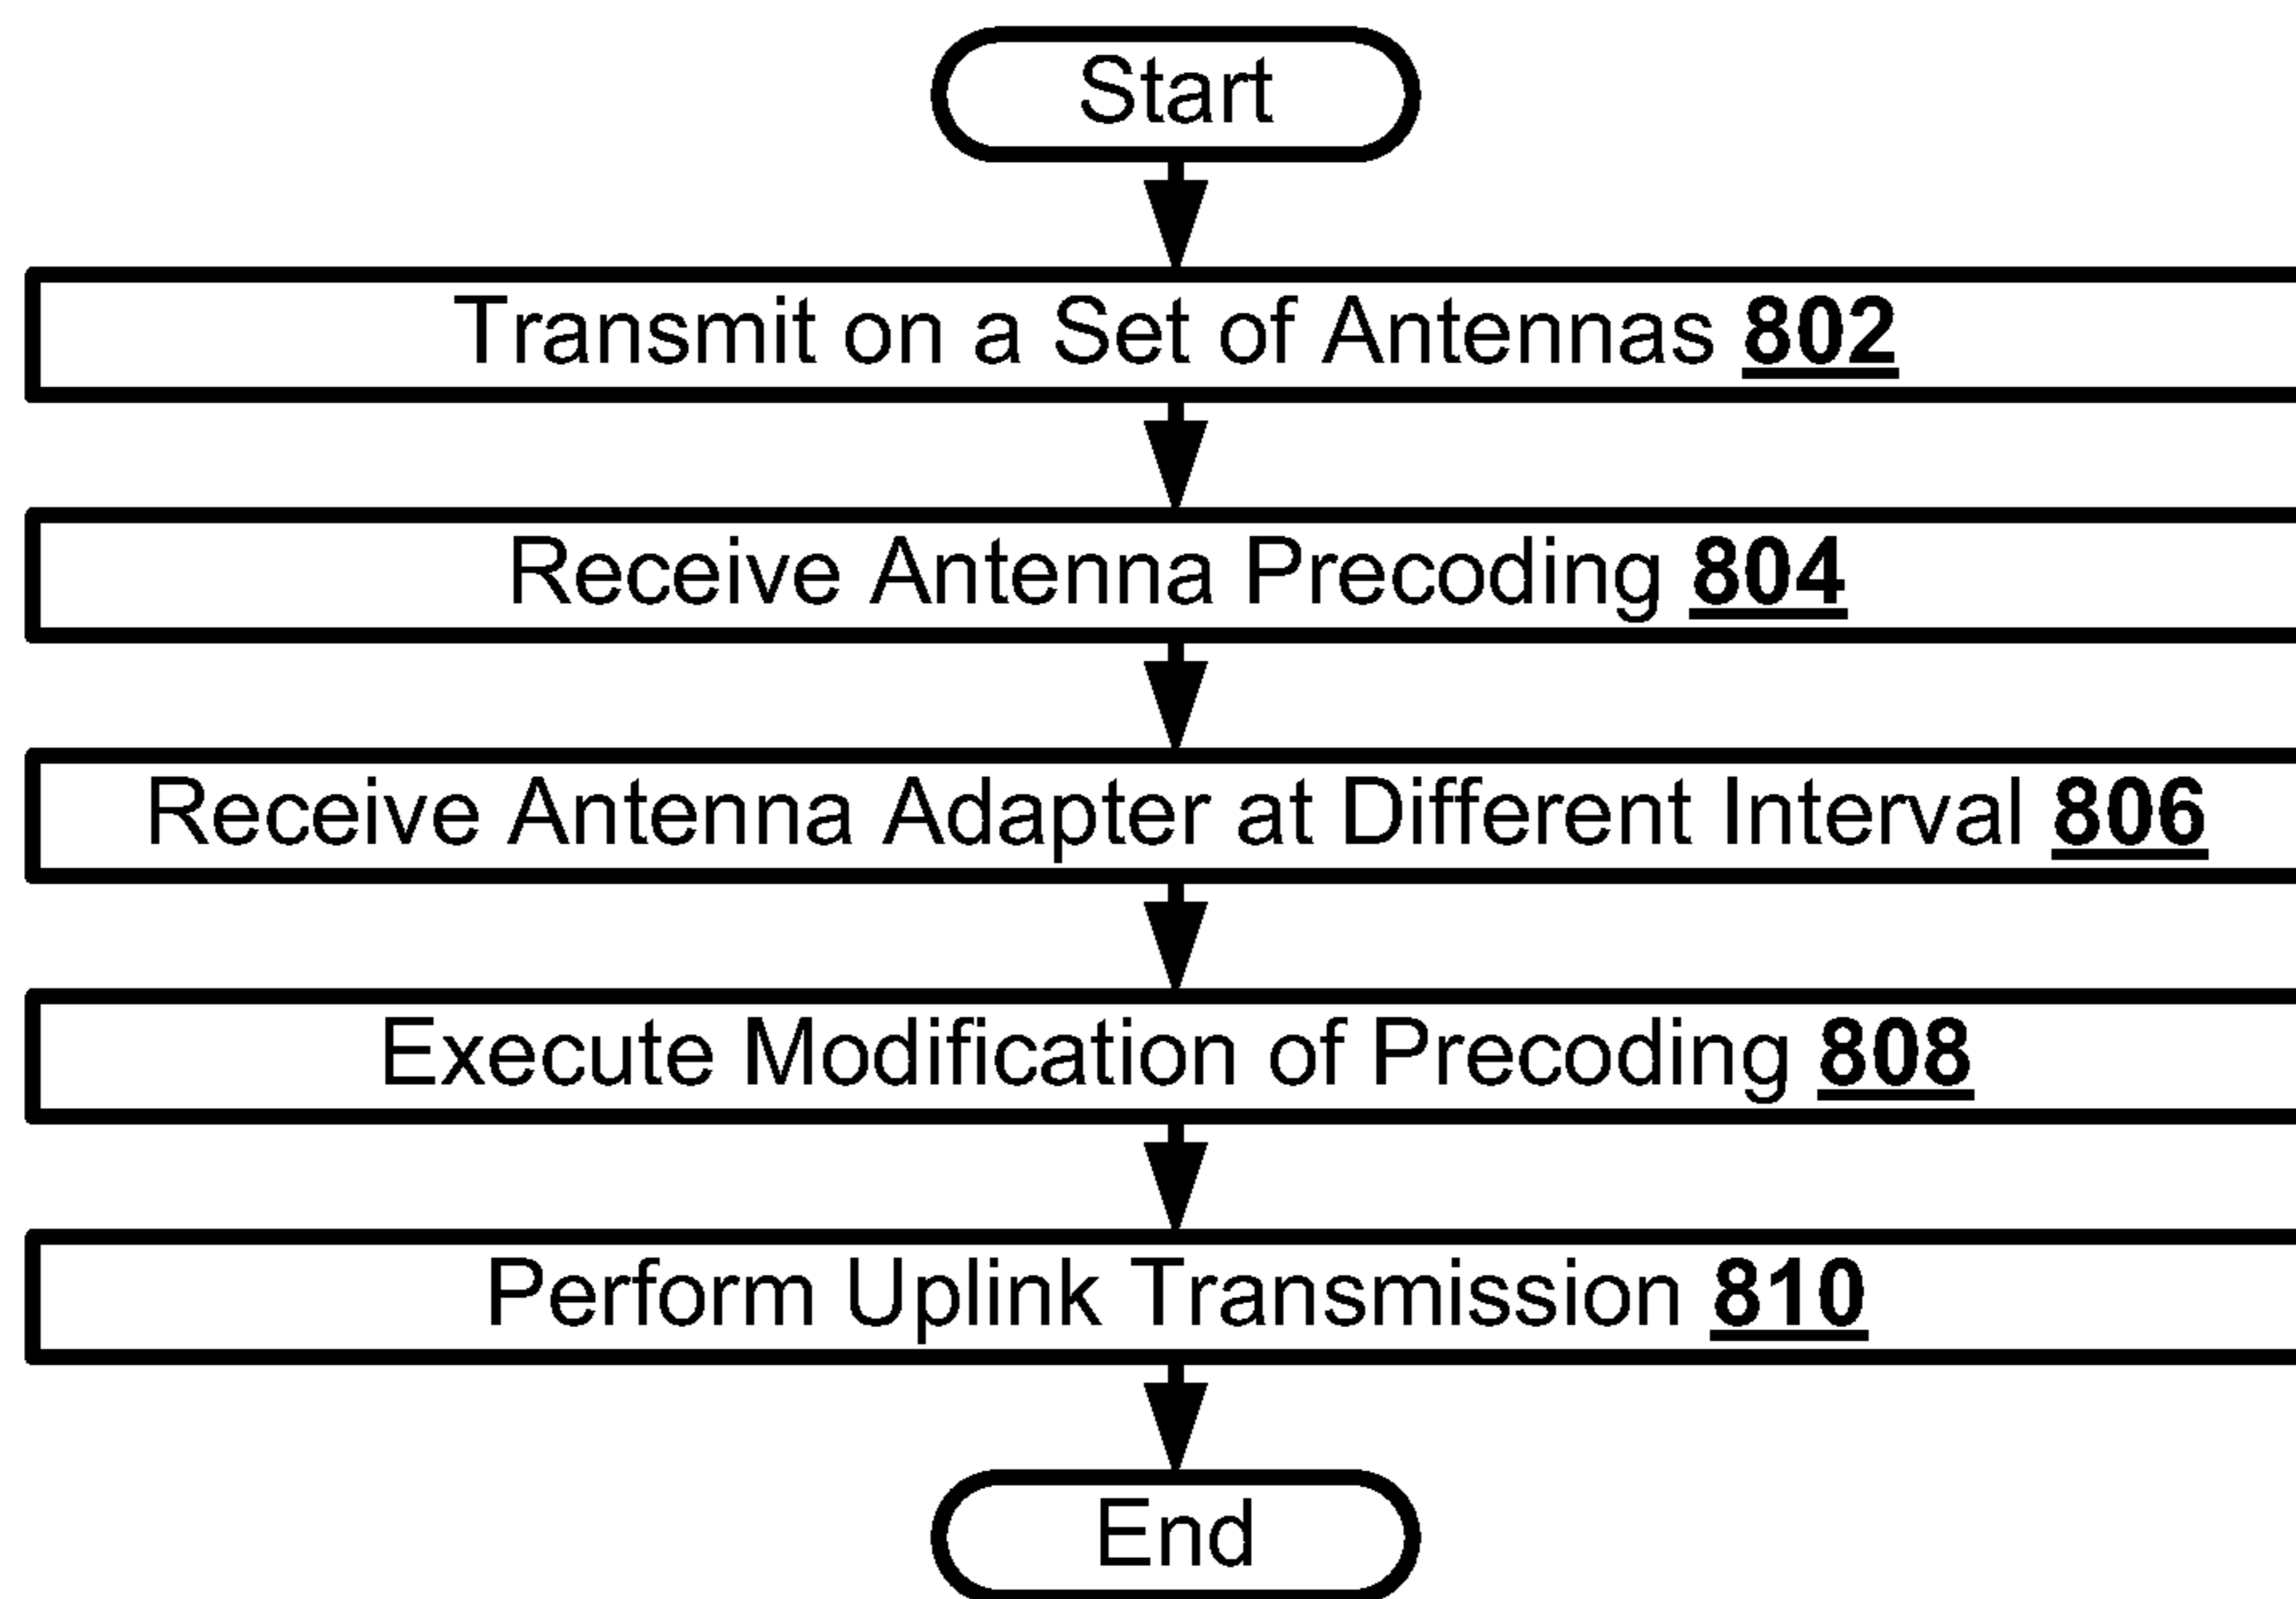 Start
Transmit on a Set of Antennas 802
Receive Antenna Precoding 804
Receive Antenna Adapter at Different Interval 806
Execute Modification of Precoding 808
Perform Uplink Transmission 810
End